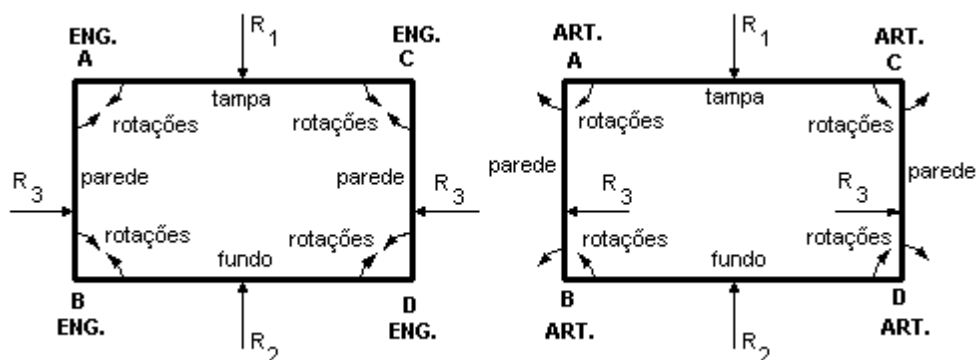 ENG.
A
R1
ENG.
C
tampa
rotações
rotações
R3
parede
parede
R3
rotações
rotações
fundo
B
ENG.
D
ENG.
R2
ART.
A
R1
ART.
C
tampa
rotações
rotações
parede
parede
R3
R3
rotações
rotações
fundo
B
ART.
D
ART.
R2